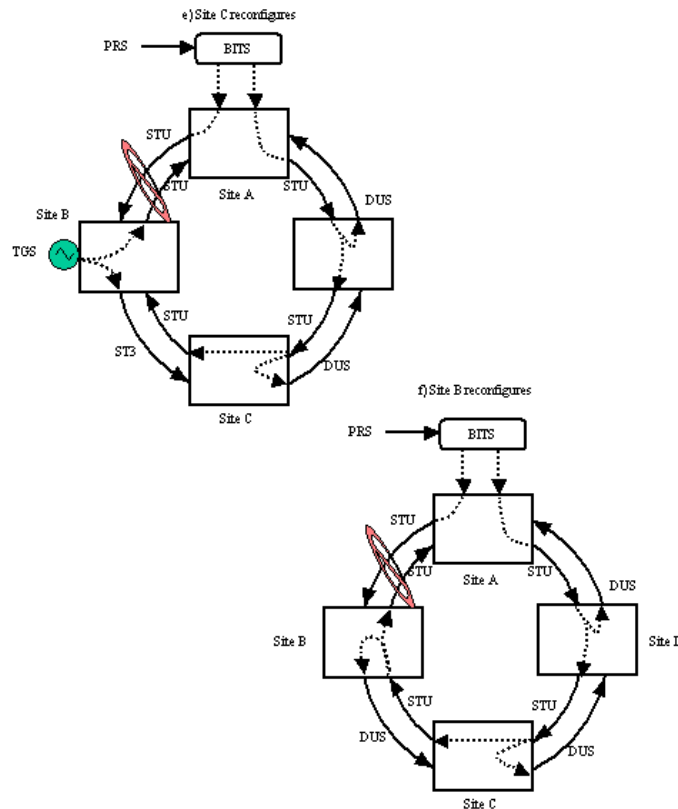 e) Site C reconfigures
PRS
BITS
STU
STU
STU
Site A
DUS
Site B
TGS
STU
STU
ST3
DUS
Site C
f) Site B reconfigures
PRS
BITS
STU
STU
STU
Site A
DUS
Site B
Site D
STU
STU
DUS
DUS
Site C